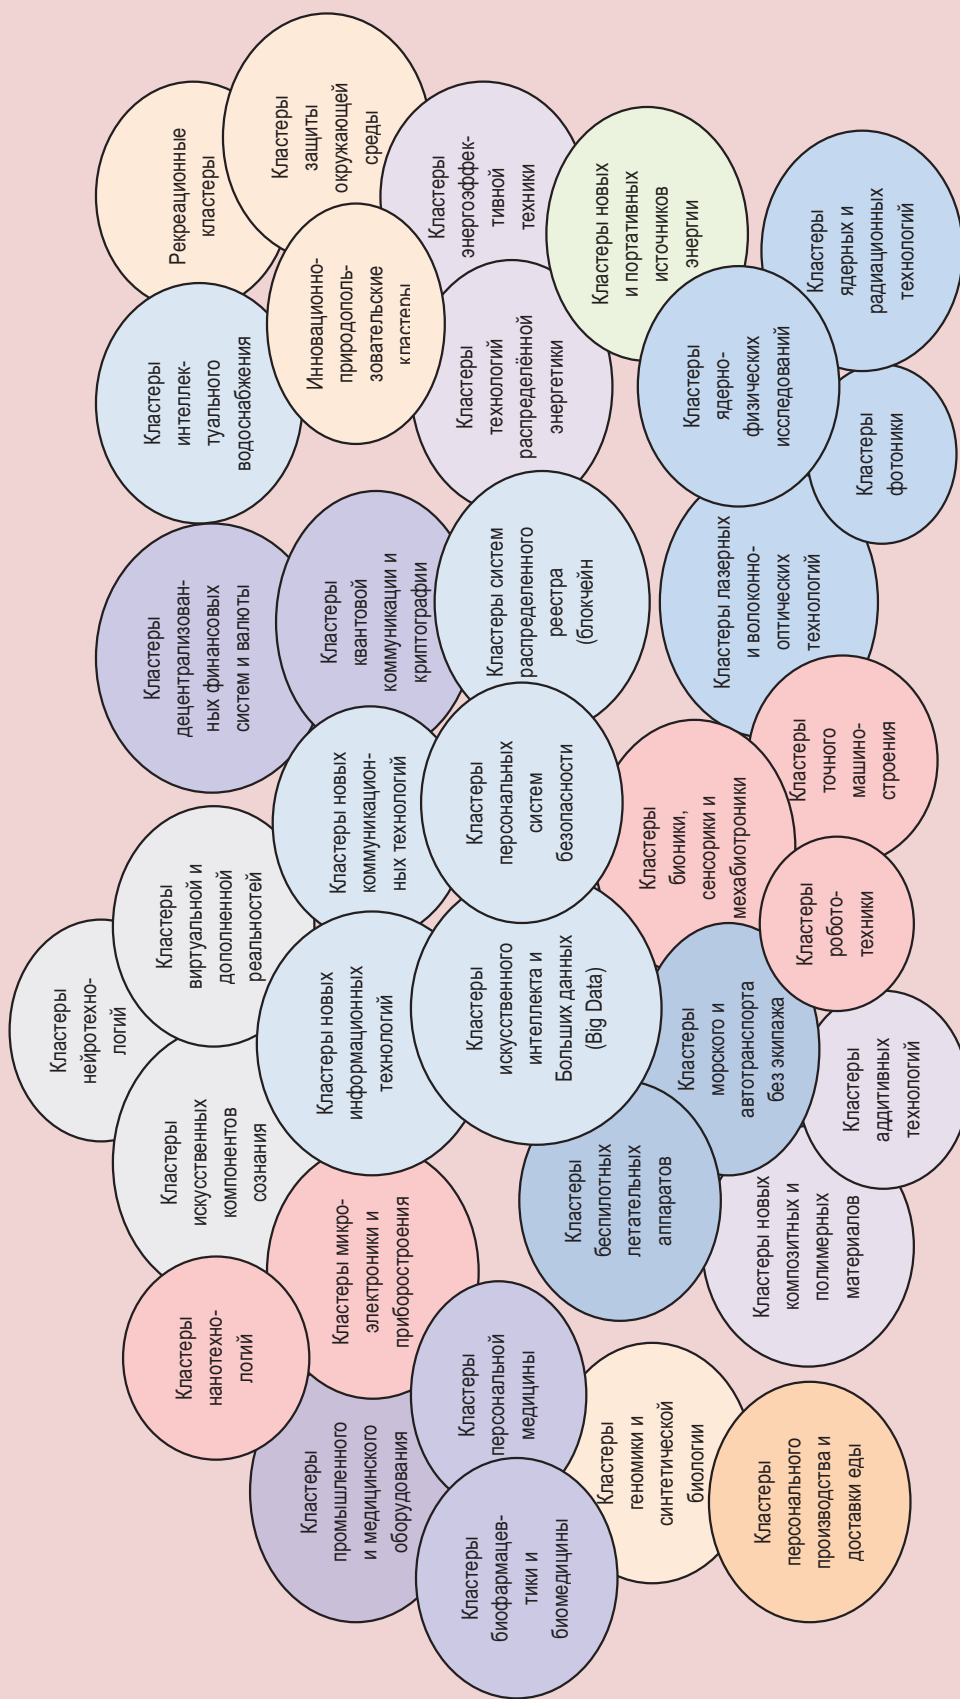 Кластеры
нейротехно-
логий
Кластеры
нанотехно-
логий
Кластеры
искусственных
компонентов
сознания
Кластеры
виртуальной и
дополненной
реальностей
Кластеры
децентрализован-
ных финансовых
систем и валюты
Кластеры
интеллек-
туального
водоснабжения
Рекреационные
кластеры
Кластеры
защиты
окружающей
среды
Кластеры
промышленного
и медицинского
оборудования
Кластеры микро-
электроники и
приборостроения
Кластеры новых
информационных
технологий
Кластеры новых
коммуникацион-
ных технологий
Кластеры
квантовой
коммуникации и
криптографии
Инновационно-
природополь-
зовательские
кластеры
Кластеры
энергоэффек-
тивной
техники
Кластеры
биофармацев-
тики и
биомедицины
Кластеры
персональной
медицины
Кластеры
искусственного
интеллекта и
Больших данных
(Big Data)
Кластеры
персональных
систем
безопасности
Кластеры систем
распределенного
реестра
(блокчейн)
Кластеры
технологий
распределённой
энергетики
Кластеры новых
и портативных
источников
энергии
Кластеры
геномики и
синтетической
биологии
Кластеры
беспилотных
летательных
аппаратов
Кластеры
морского и
автотранспорта
без экипажа
Кластеры
бионики,
сенсорики и
мехабиотроники
Кластеры лазерных
и волоконно-
оптических
технологий
Кластеры
ядерно-
физических
исследований
Кластеры
ядерных и
радиационных
технологий
Кластеры
персонального
производства и
доставки еды
Кластеры новых
композитных и
полимерных
материалов
Кластеры
аддитивных
технологий
Кластеры
робото-
техники
Кластеры
точного
машино-
строения
Кластеры
фотоники